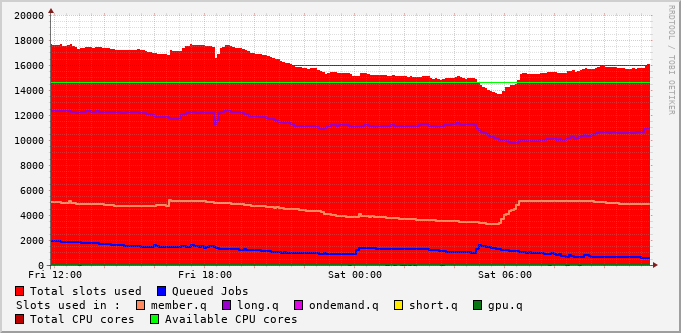 20000
18000
16000
14000
12000
10000
8000
6000
4000
2000
0
Fri 12:00 Fri 18:00 Sat 00:00 Sat 06:00
Total slots used Queued Jobs
Slots used in : member.q long.q ondemand.q short.q gpu.q
Total CPU cores Available CPU cores
RRDTOOL / TOBI OETIKER